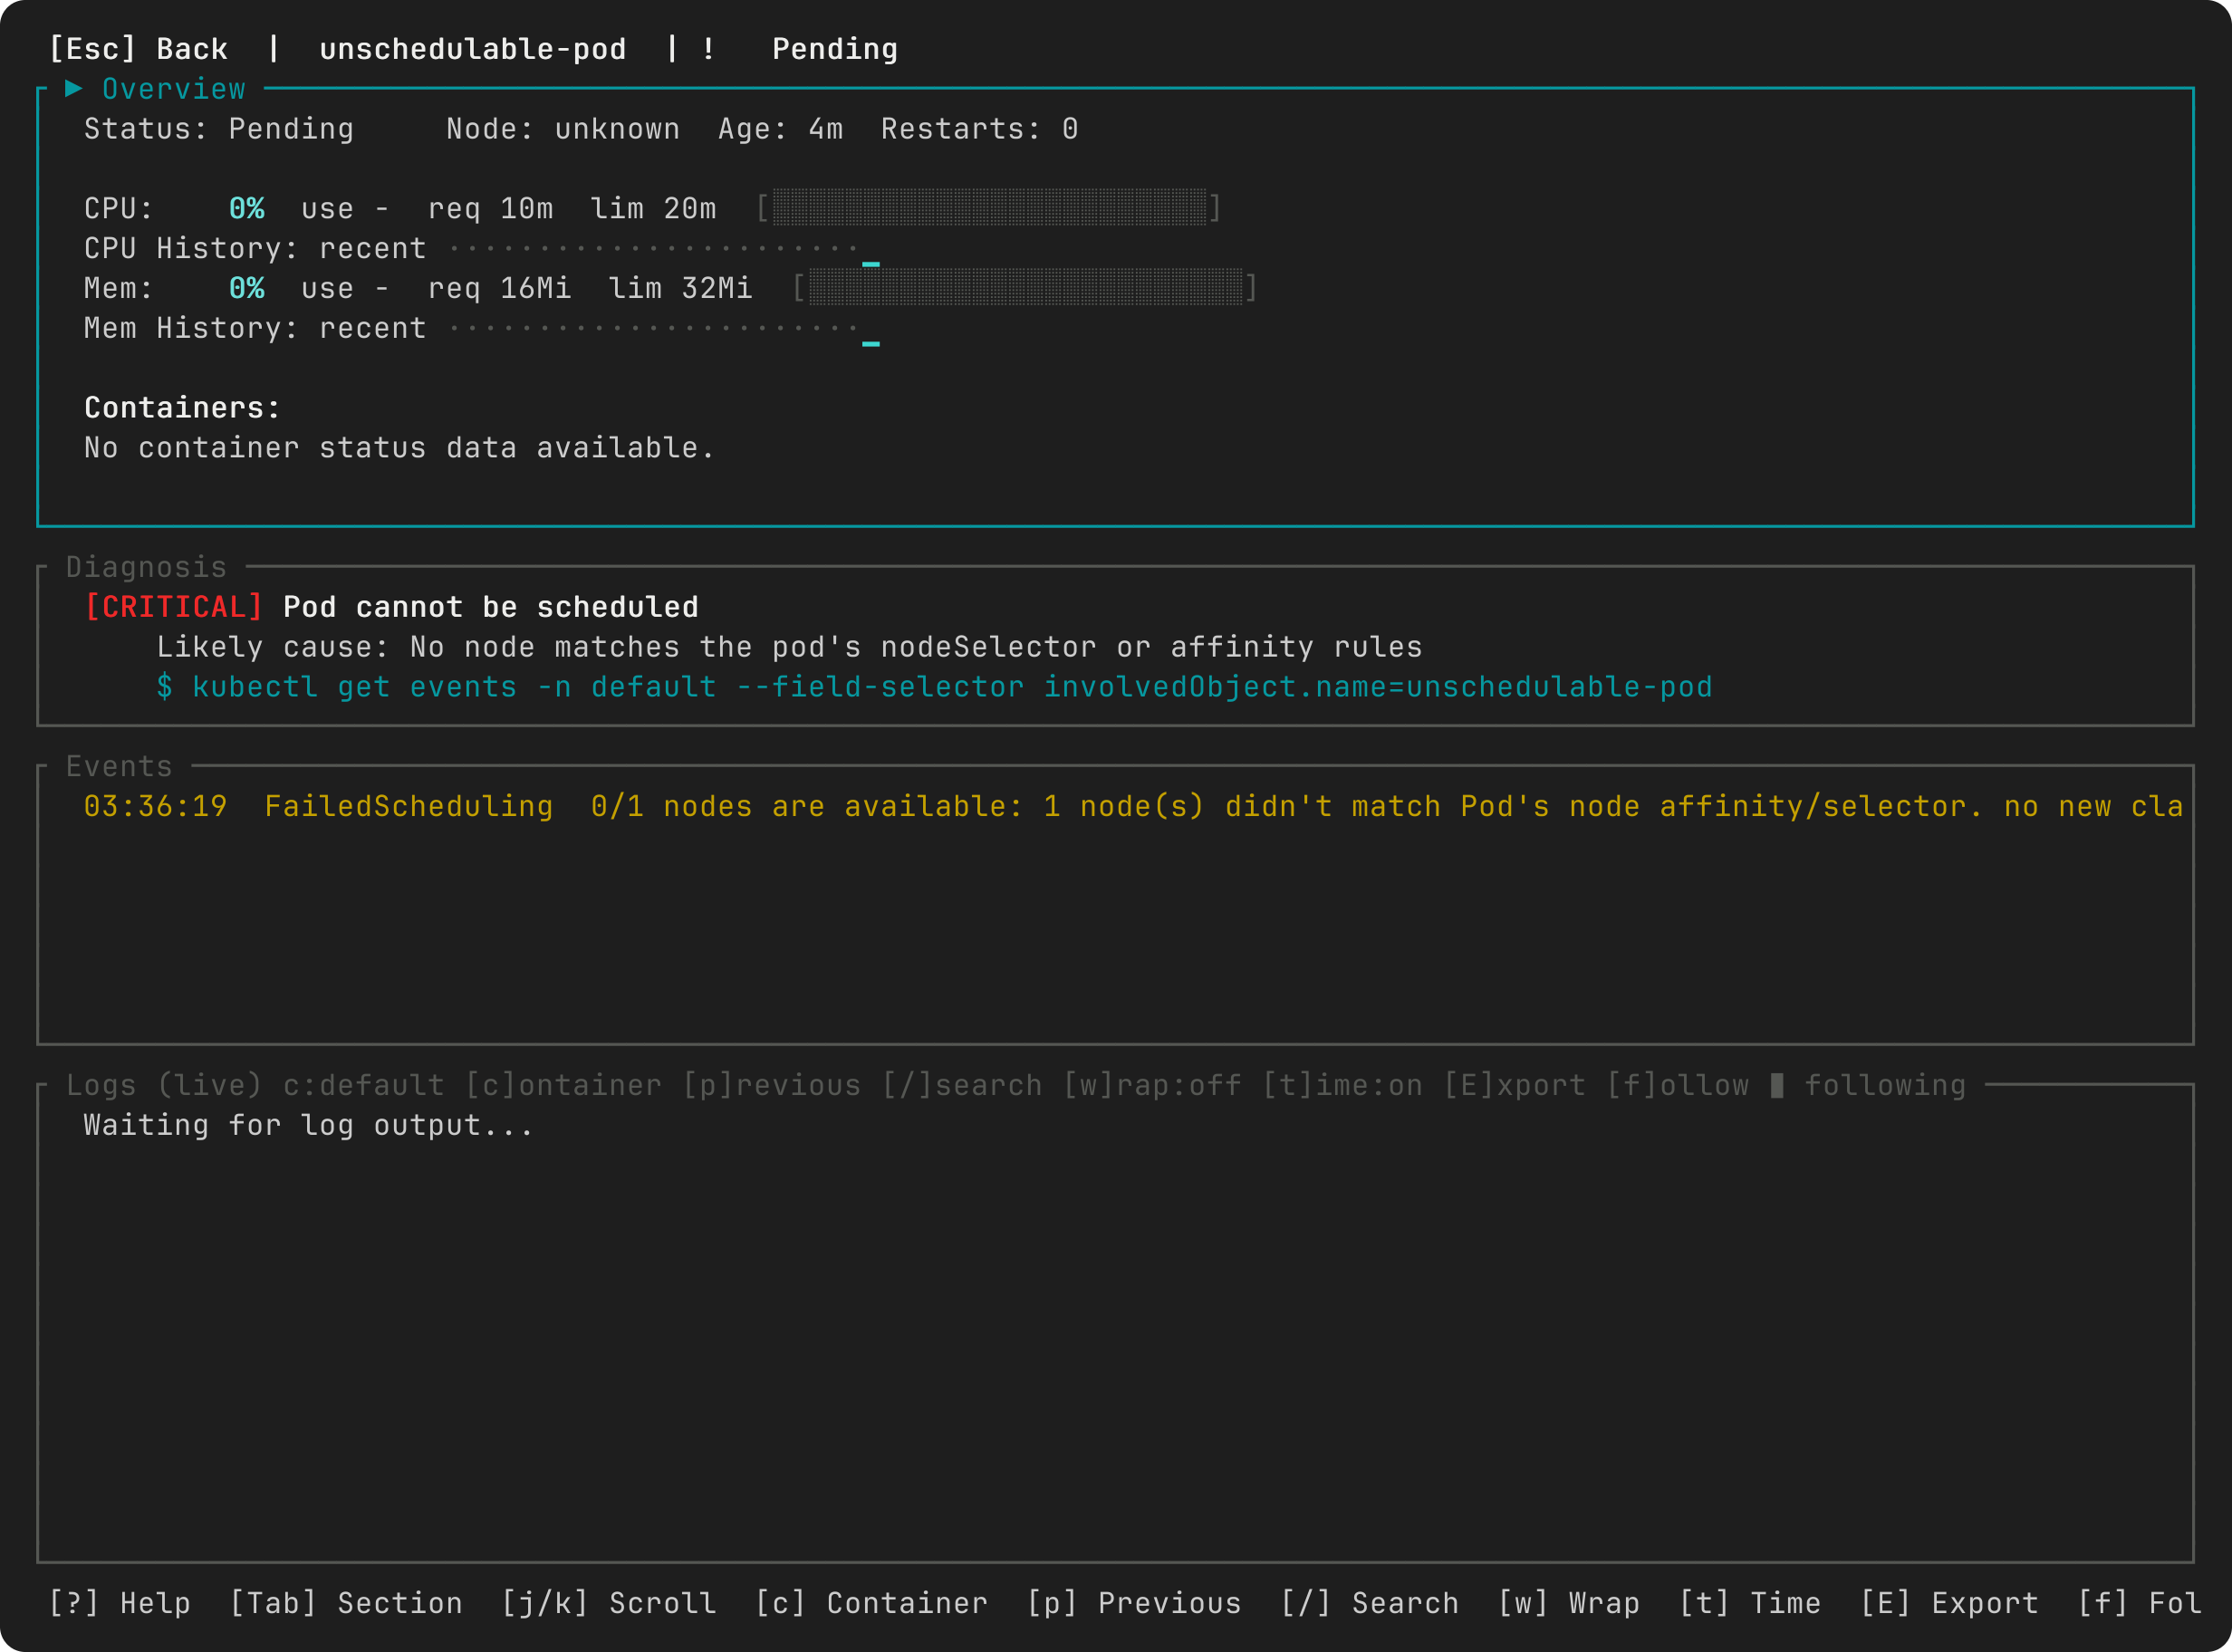 [Esc] Back  |  unschedulable-pod  | !   Pending
▶ Overview
Status: Pending     Node: unknown  Age: 4m  Restarts: 0
CPU:    0%  use -  req 10m  lim 20m  [░░░░░░░░░░░░░░░░░░░░░░░░]
CPU History: recent ·······················▁
Mem:    0%  use -  req 16Mi  lim 32Mi  [░░░░░░░░░░░░░░░░░░░░░░░░]
Mem History: recent ·······················▁
Containers:
No container status data available.
Diagnosis
[CRITICAL] Pod cannot be scheduled
Likely cause: No node matches the pod's nodeSelector or affinity rules
$ kubectl get events -n default --field-selector involvedObject.name=unschedulable-pod
Events
03:36:19  FailedScheduling  0/1 nodes are available: 1 node(s) didn't match Pod's node affinity/selector. no new cla
Logs (live) c:default [c]ontainer [p]revious [/]search [w]rap:off [t]ime:on [E]xport [f]ollow █ following
Waiting for log output...
[?] Help  [Tab] Section  [j/k] Scroll  [c] Container  [p] Previous  [/] Search  [w] Wrap  [t] Time  [E] Export  [f] Fol